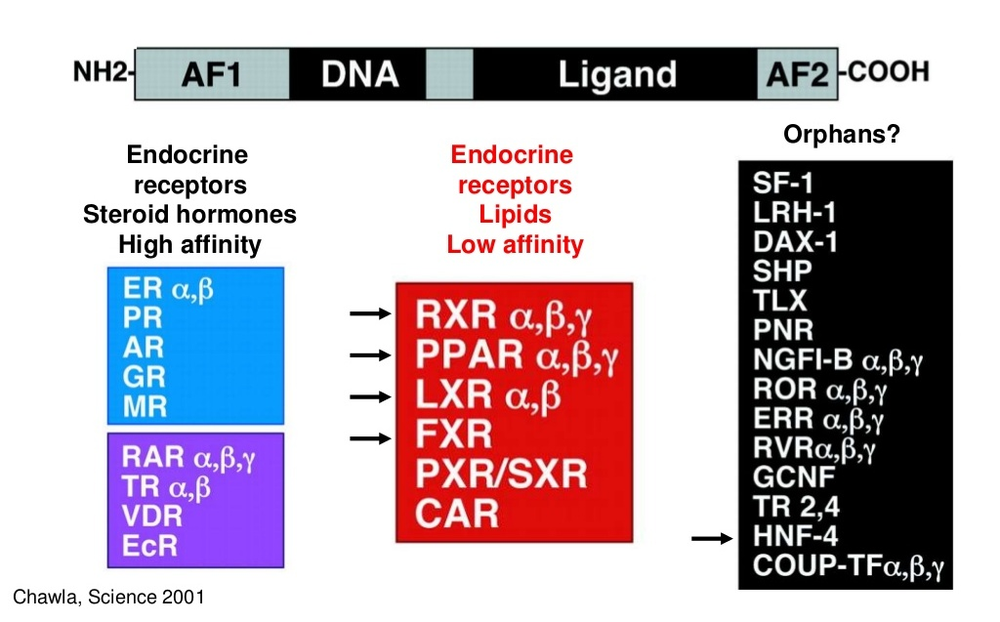 NH2- AF1 DNA Ligand AF2 -COOH
Endocrine
receptors
Steroid hormones
High affinity
ER α,β
PR
AR
GR
MR
RAR α,β,γ
TR α,β
VDR
EcR
Endocrine
receptors
Lipids
Low affinity
RXR α,β,γ
PPAR α,β,γ
LXR α,β
FXR
PXR/SXR
CAR
Orphans?
SF-1
LRH-1
DAX-1
SHP
TLX
PNR
NGFI-B α,β,γ
ROR α,β,γ
ERR α,β,γ
RVRα,β,γ
GCNF
TR 2,4
HNF-4
COUP-TFα,β,γ
Chawla, Science 2001